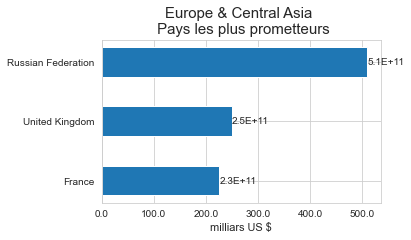 Europe & Central Asia
Pays les plus prometteurs
Russian Federation
5.1E+11
United Kingdom
2.5E+11
France
2.3E+11
0.0 100.0 200.0 300.0 400.0 500.0
milliars US $